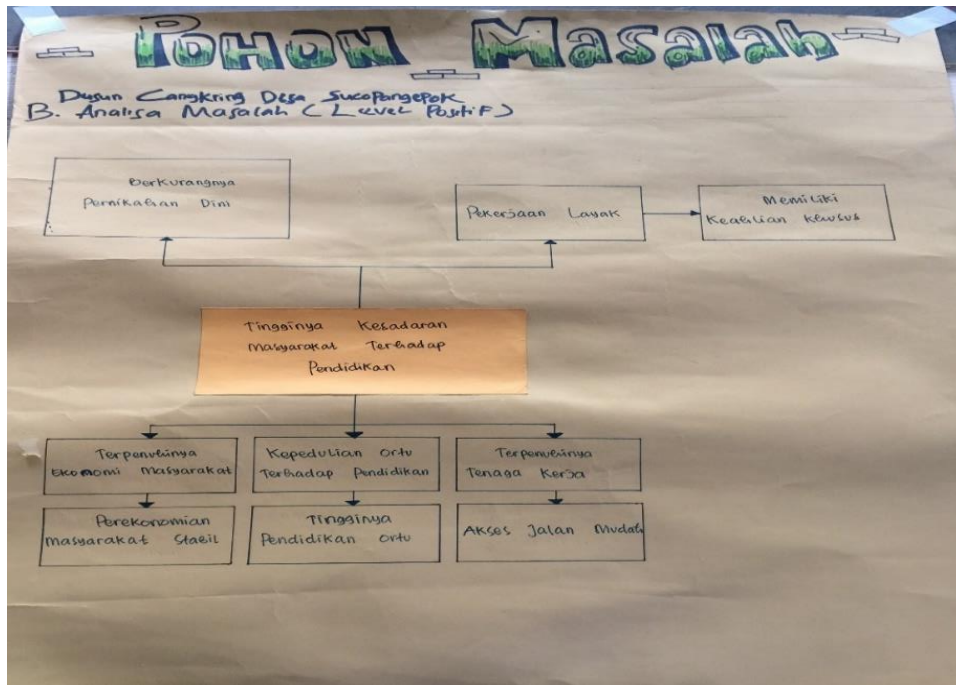 POHON MASALAH
Dusun Cangkring Desa Sucopangepok
B. Analisa Masalah (Level Positif)
Berkurangnya
Pernikahan Dini
Pekerjaan Layak
Memiliki
Keahlian Khusus
Tingginya Kesadaran
Masyarakat Terhadap
Pendidikan
Terpenuhinya
Ekonomi Masyarakat
Kepedulian Ortu
Terhadap Pendidikan
Terpenuhinya
Tenaga Kerja
Perekonomian
Masyarakat Stabil
Tingginya
Pendidikan Ortu
Akses Jalan Mudah